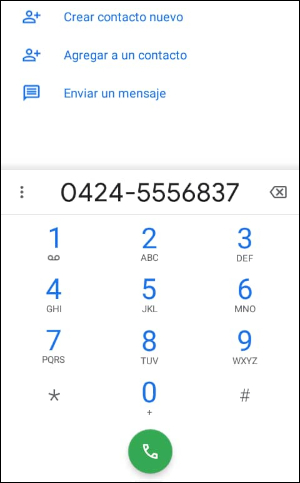 Crear contacto nuevo
Agregar a un contacto
Enviar un mensaje
0424-5556837
1 2 3
ABC DEF
4 5 6
GHI JKL MNO
7 8 9
PQRS TUV WXYZ
* 0 #
+